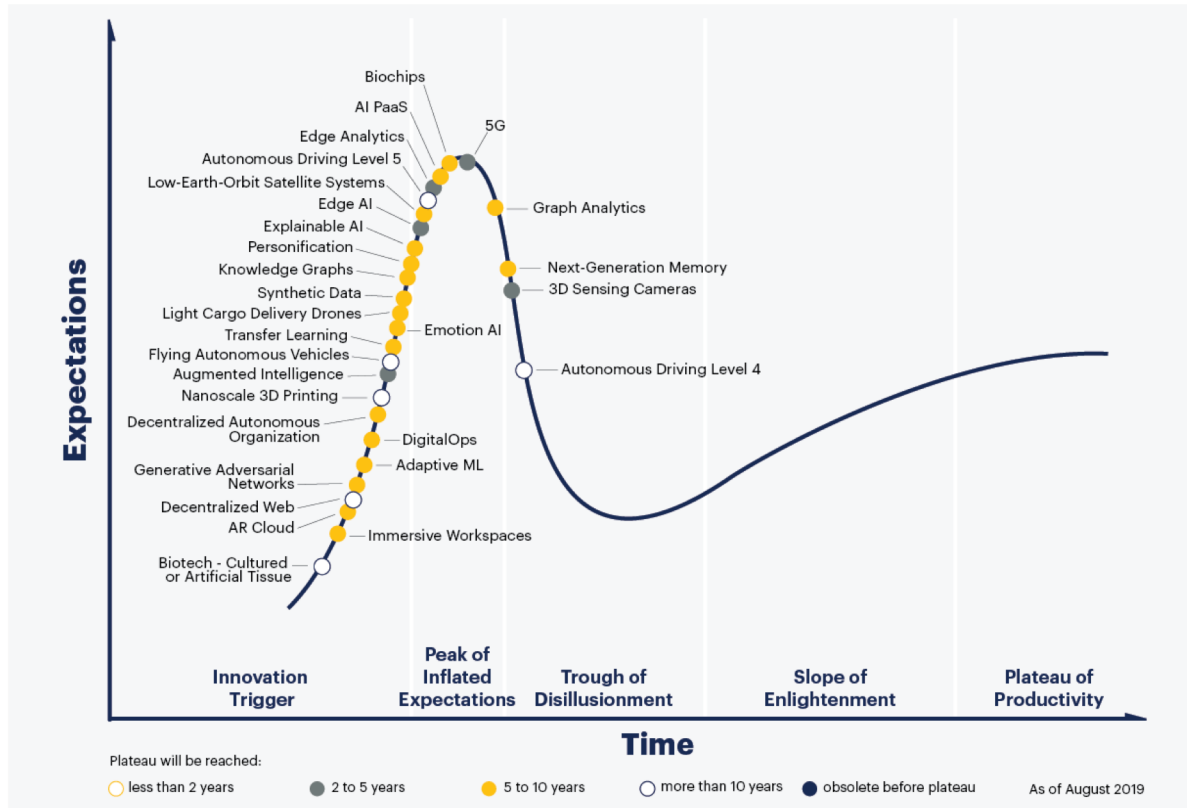 Biochips
AI PaaS
5G
Edge Analytics
Autonomous Driving Level 5
Low-Earth-Orbit Satellite Systems
Edge AI
Graph Analytics
Explainable AI
Personification
Knowledge Graphs
Next-Generation Memory
Synthetic Data
3D Sensing Cameras
Light Cargo Delivery Drones
Emotion AI
Transfer Learning
Flying Autonomous Vehicles
Augmented Intelligence
Autonomous Driving Level 4
Nanoscale 3D Printing
Decentralized Autonomous
Organization
DigitalOps
Adaptive ML
Generative Adversarial
Networks
Decentralized Web
AR Cloud
Immersive Workspaces
Biotech - Cultured
or Artificial Tissue
Expectations
Innovation
Trigger
Peak of
Inflated
Expectations
Trough of
Disillusionment
Slope of
Enlightenment
Plateau of
Productivity
Time
Plateau will be reached:
less than 2 years
2 to 5 years
5 to 10 years
more than 10 years
obsolete before plateau
As of August 2019